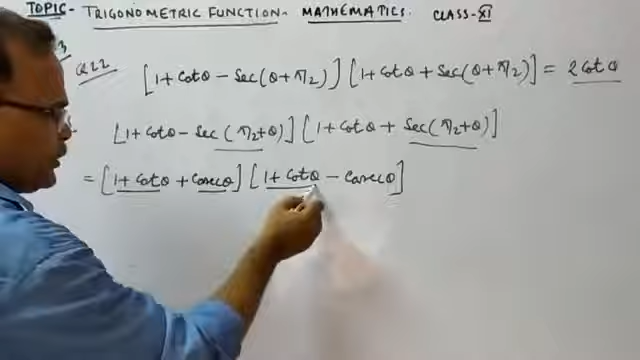 TOPIC- TRIGONOMETRIC FUNCTION- MATHEMATICS. CLASS-XI
Q22 [1+Cotθ - Sec(θ+π/2)] [1+Cotθ + Sec(θ+π/2)] = 2Cotθ
[1+Cotθ - Sec(π/2+θ)] [1+Cotθ + Sec(π/2+θ)]
= [1+Cotθ + Cosecθ] [1+Cotθ - Cosecθ]